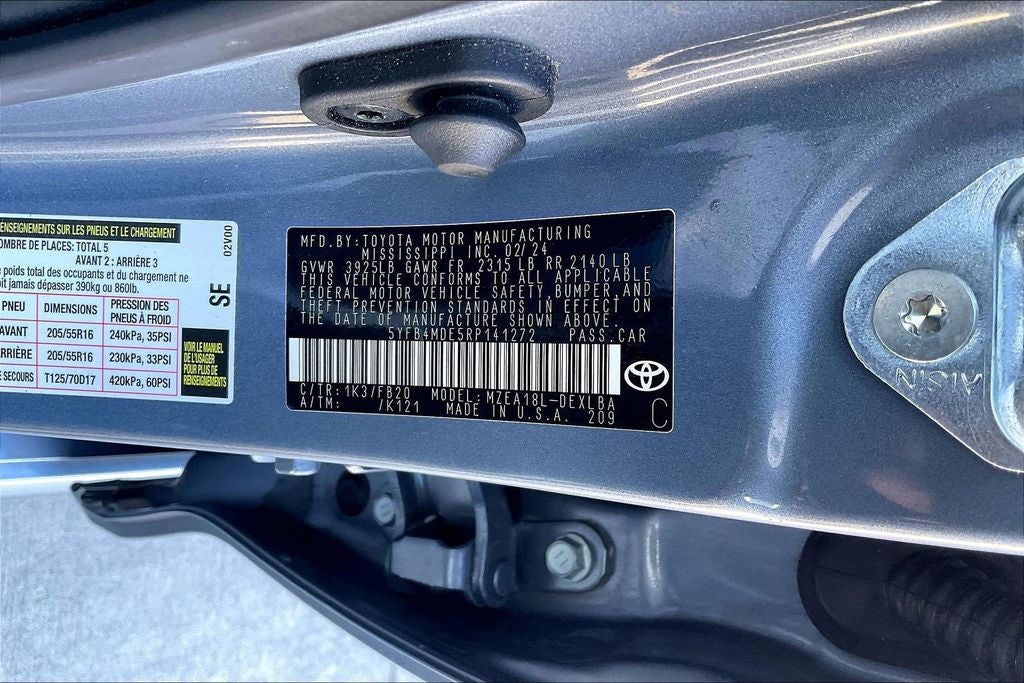 ENSEIGNEMENTS SUR LES PNEUS ET LE CHARGEMENT
OMBRE DE PLACES: TOTAL 5
AVANT 2 : ARRIÈRE 3
poids total des occupants et du chargement ne
oit jamais dépasser 390kg ou 860lb.
PNEU DIMENSIONS PRESSION DES PNEUS À FROID
AVANT 205/55R16 240kPa, 35PSI
ARRIÈRE 205/55R16 230kPa, 33PSI
E SECOURS T125/70D17 420kPa, 60PSI
VOIR LE MANUEL
DE L'USAGER
POUR PLUS DE
RENSEIGNEMENTS
02V00
SE
MFD.BY:TOYOTA MOTOR MANUFACTURING
MISSISSIPPI INC. 02/24
GVWR 3925LB GAWR FR 2315LB RR 2140LB
THIS VEHICLE CONFORMS TO ALL APPLICABLE
FEDERAL MOTOR VEHICLE SAFETY, BUMPER, AND
THEFT PREVENTION STANDARDS IN EFFECT ON
THE DATE OF MANUFACTURE SHOWN ABOVE.
5YFB4MDE5RP141272 PASS.CAR
C/TR: 1K3/FB20 MODEL: MZEA18L-DEXLBA
A/TM: /K121 MADE IN U.S.A. 209
C
AISIN